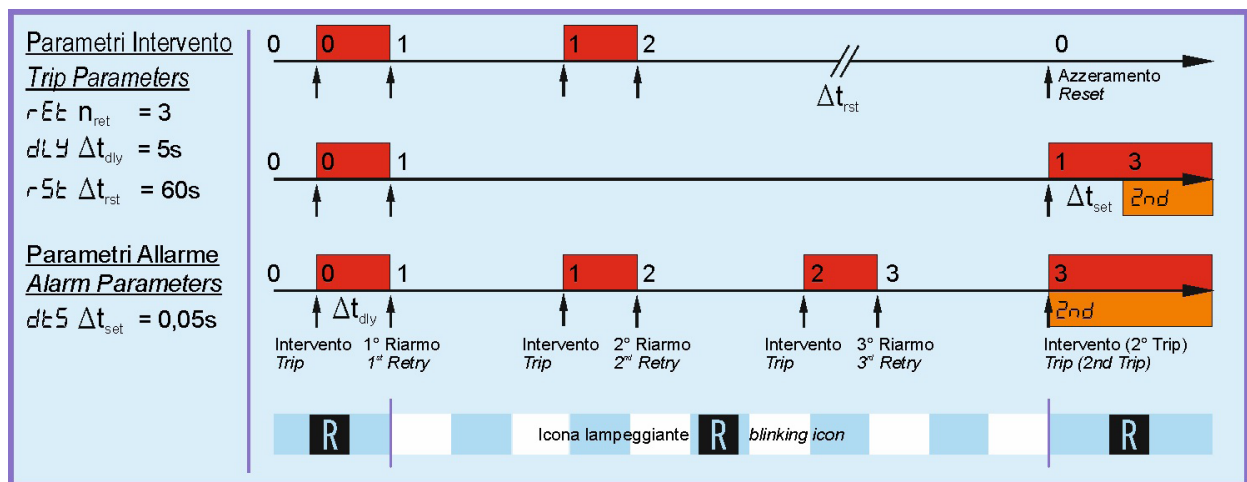 Parametri Intervento
Trip Parameters
rEt n_ret = 3
dLY Δt_dly = 5s
rSt Δt_rst = 60s
Parametri Allarme
Alarm Parameters
dtS Δt_set = 0,05s
0 0 1 1 2 0
Δt_rst
Azzeramento
Reset
0 0 1 1 3
Δt_set 2nd
0 0 1 1 2 2 3 3
Δt_dly 2nd
Intervento
Trip
1° Riarmo
1st Retry
Intervento
Trip
2° Riarmo
2nd Retry
Intervento
Trip
3° Riarmo
3rd Retry
Intervento (2° Trip)
Trip (2nd Trip)
R Icona lampeggiante R blinking icon R